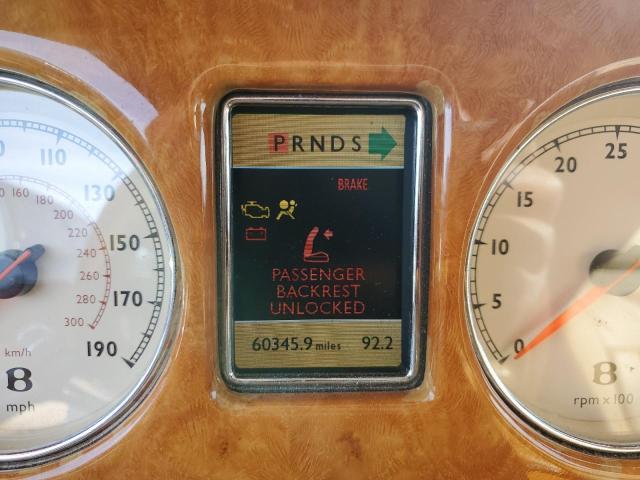 PRNDS
BRAKE
PASSENGER
BACKREST
UNLOCKED
60345.9 miles 92.2
110
130
150
170
190
160
180
200
220
240
260
280
300
km/h
B
mph
0
5
10
15
20
25
B
rpm x 100